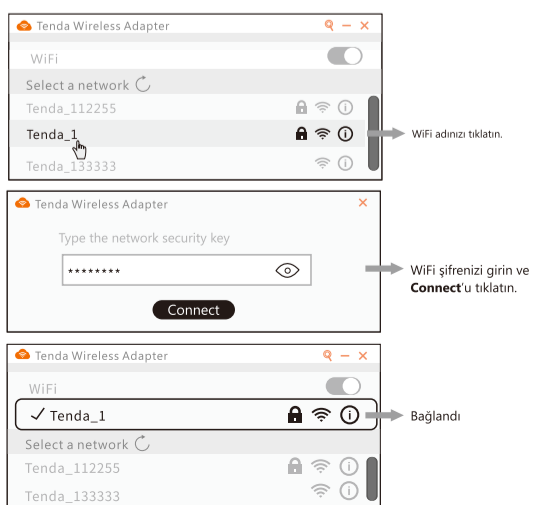 Tenda Wireless Adapter
WiFi
Select a network
Tenda_112255
Tenda_1
WiFi adınızı tıklatın.
Tenda_133333
Tenda Wireless Adapter
Type the network security key
********
WiFi şifrenizi girin ve
Connect'u tıklatın.
Connect
Tenda Wireless Adapter
WiFi
Tenda_1
Bağlandı
Select a network
Tenda_112255
Tenda_133333